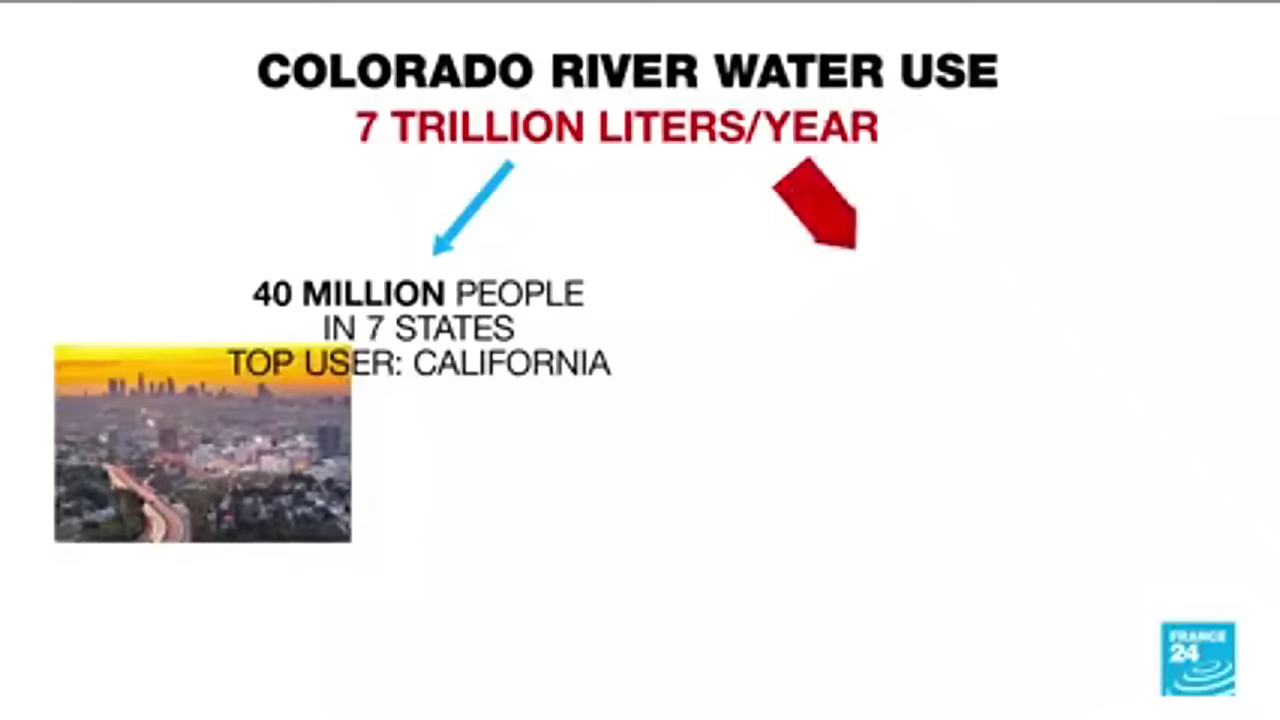 COLORADO RIVER WATER USE
7 TRILLION LITERS/YEAR
40 MILLION PEOPLE
IN 7 STATES
TOP USER: CALIFORNIA
FRANCE
24